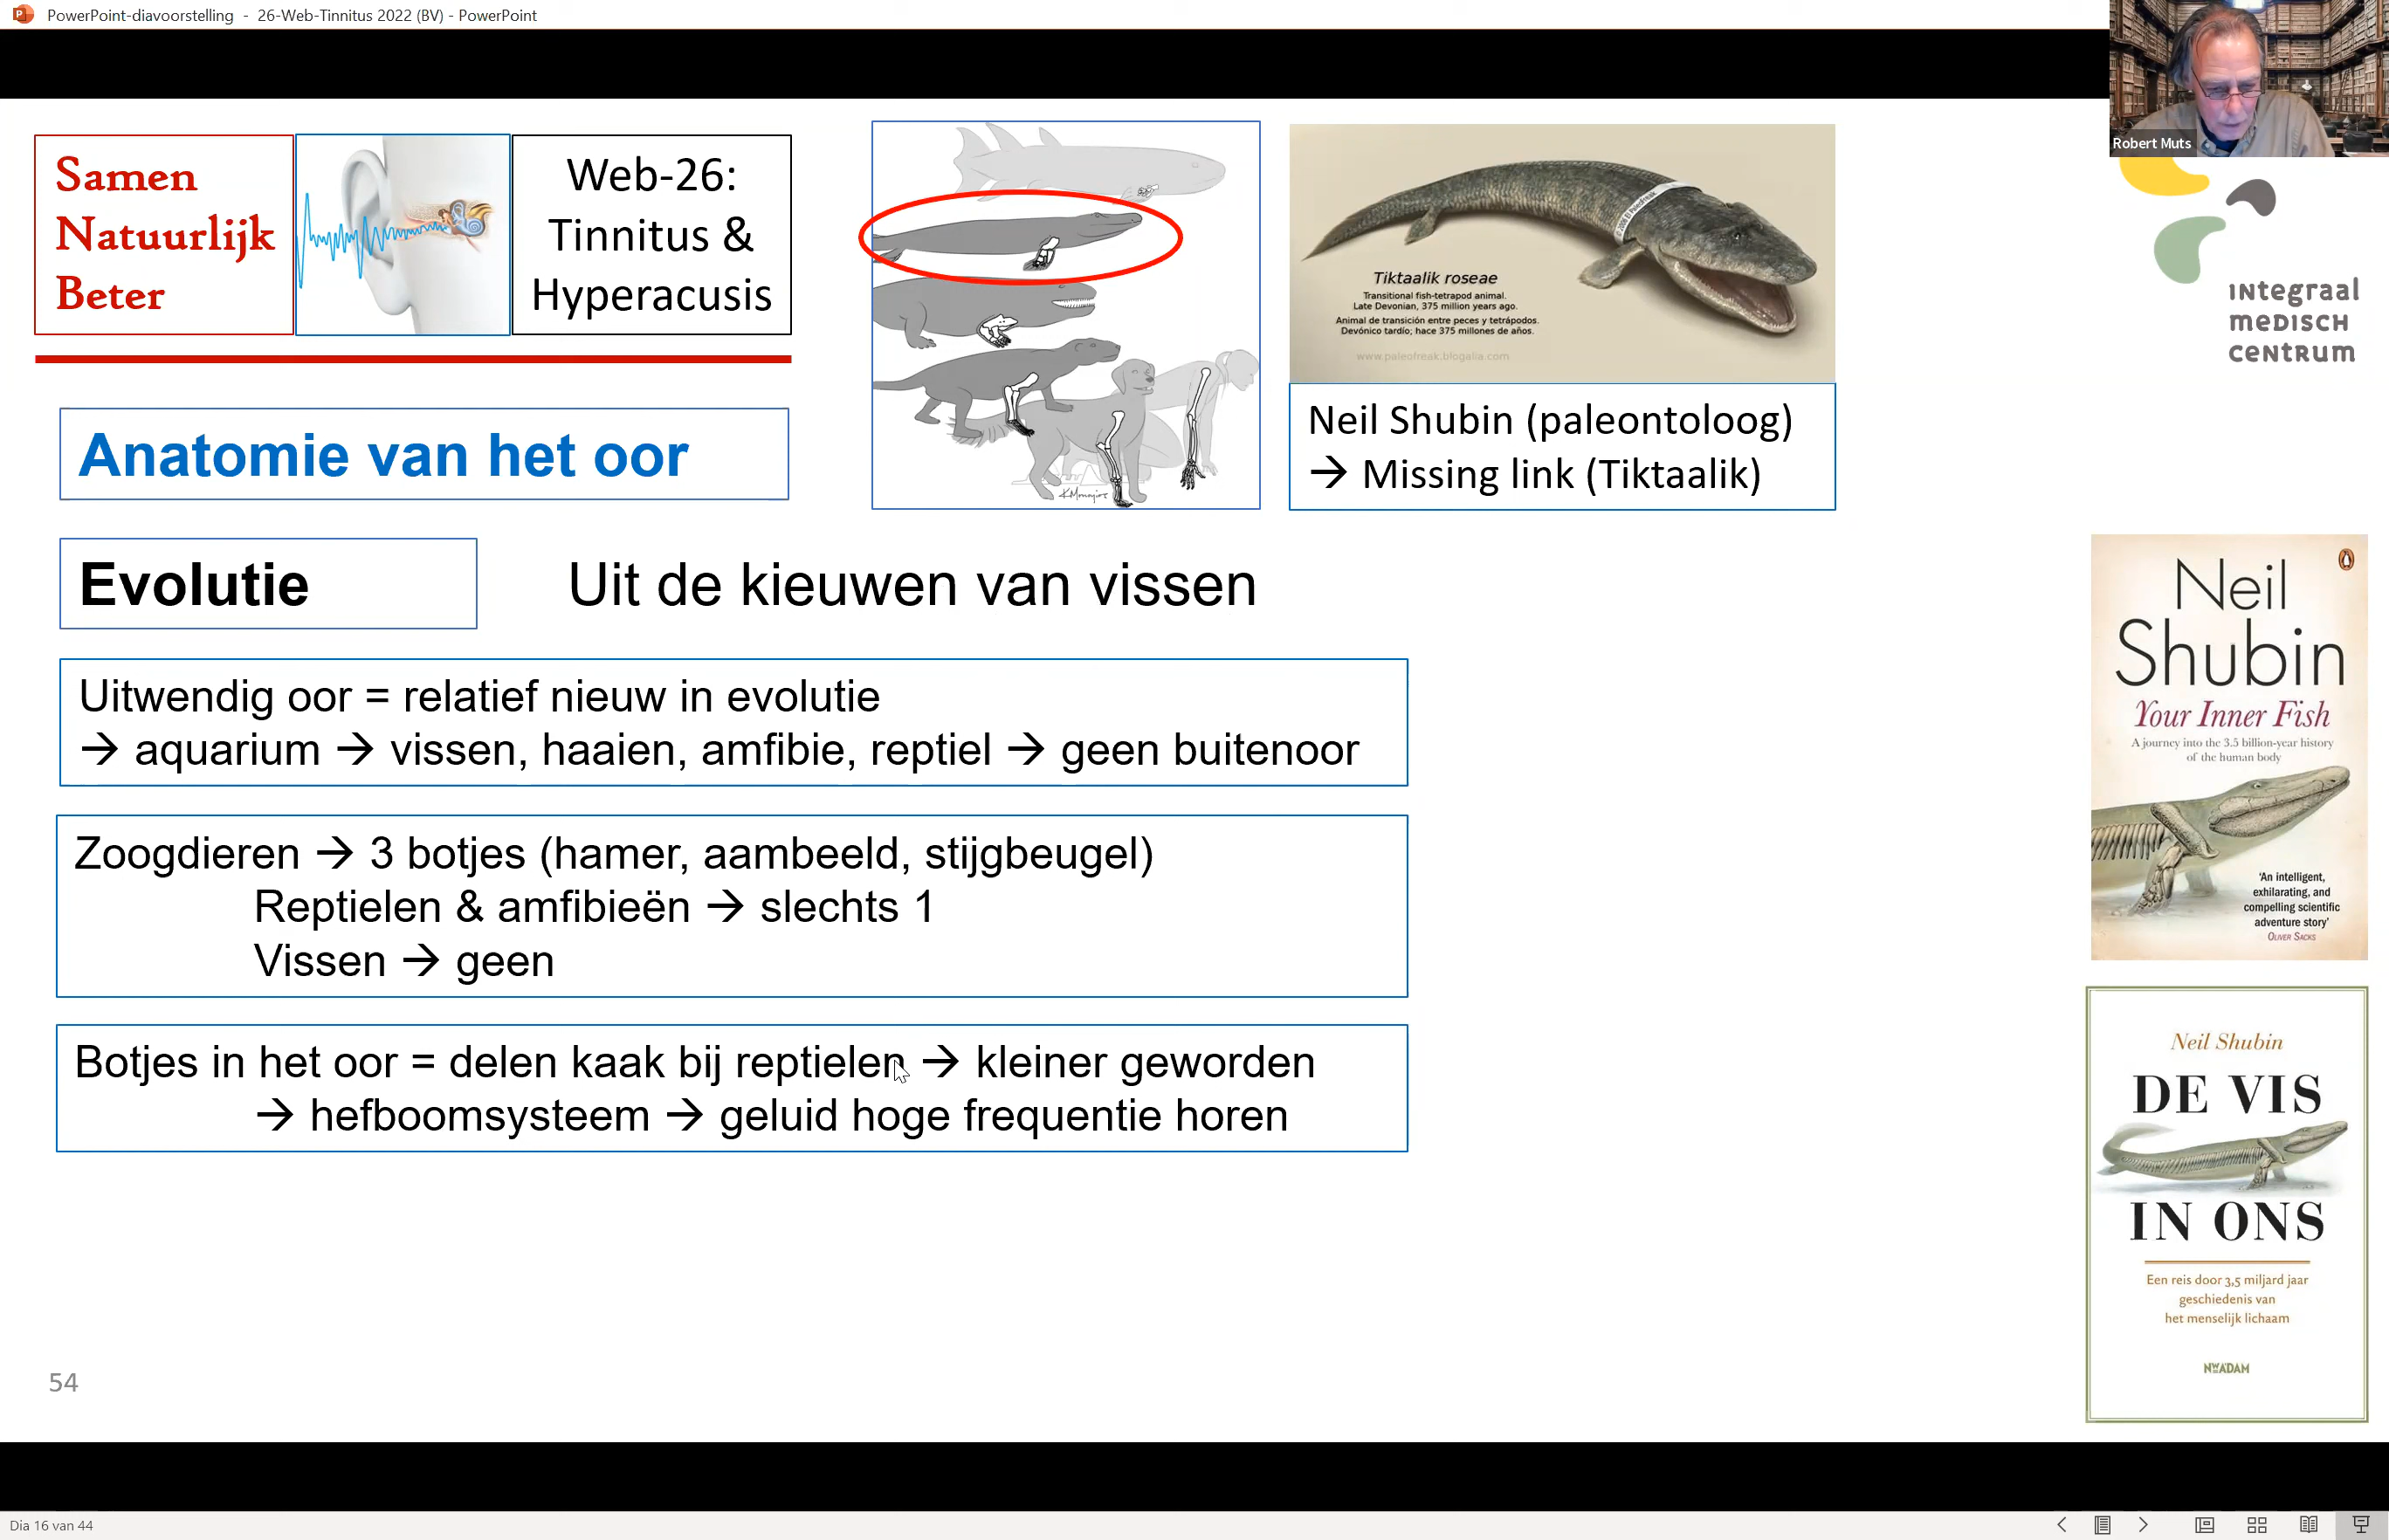 PowerPoint-diavoorstelling - 26-Web-Tinnitus 2022 (BV) - PowerPoint
Robert Muts
Samen
Natuurlijk
Beter
Web-26:
Tinnitus &
Hyperacusis
Tiktaalik roseae
Transitional fish-tetrapod animal.
Late Devonian, 375 million years ago.
Animal de transición entre peces y tetrápodos.
Devónico tardío; hace 375 millones de años.
www.paleofreak.blogalia.com
Neil Shubin (paleontoloog)
→ Missing link (Tiktaalik)
integraal
medisch
centrum
Anatomie van het oor
Evolutie
Uit de kieuwen van vissen
Uitwendig oor = relatief nieuw in evolutie
→ aquarium → vissen, haaien, amfibie, reptiel → geen buitenoor
Zoogdieren → 3 botjes (hamer, aambeeld, stijgbeugel)
Reptielen & amfibieën → slechts 1
Vissen → geen
Botjes in het oor = delen kaak bij reptielen → kleiner geworden
→ hefboomsysteem → geluid hoge frequentie horen
Neil
Shubin
Your Inner Fish
A journey into the 3.5 billion-year history
of the human body
'An intelligent,
exhilarating, and
compelling scientific
adventure story'
Oliver Sacks
Neil Shubin
DE VIS
IN ONS
Een reis door 3,5 miljard jaar
geschiedenis van
het menselijk lichaam
54
Dia 16 van 44